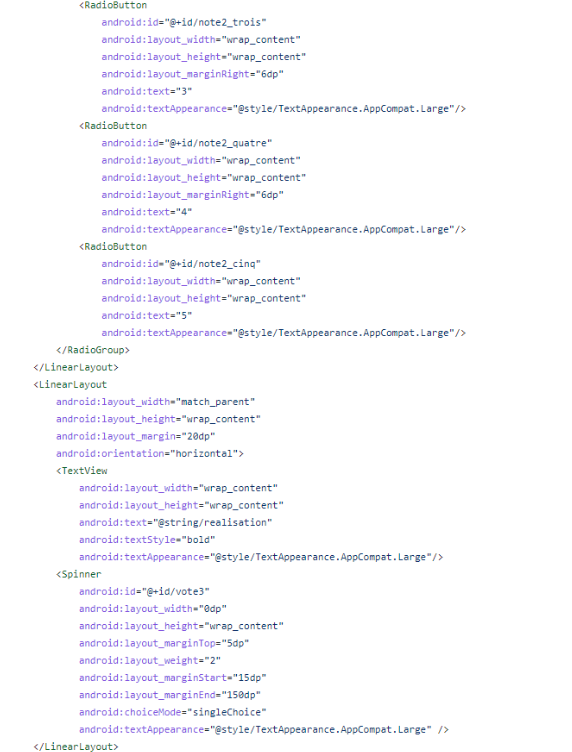 <RadioButton
android:id="@+id/note2_trois"
android:layout_width="wrap_content"
android:layout_height="wrap_content"
android:layout_marginRight="6dp"
android:text="3"
android:textAppearance="@style/TextAppearance.AppCompat.Large"/>
<RadioButton
android:id="@+id/note2_quatre"
android:layout_width="wrap_content"
android:layout_height="wrap_content"
android:layout_marginRight="6dp"
android:text="4"
android:textAppearance="@style/TextAppearance.AppCompat.Large"/>
<RadioButton
android:id="@+id/note2_cinq"
android:layout_width="wrap_content"
android:layout_height="wrap_content"
android:text="5"
android:textAppearance="@style/TextAppearance.AppCompat.Large"/>
</RadioGroup>
</LinearLayout>
<LinearLayout
android:layout_width="match_parent"
android:layout_height="wrap_content"
android:layout_margin="20dp"
android:orientation="horizontal">
<TextView
android:layout_width="wrap_content"
android:layout_height="wrap_content"
android:text="@string/realisation"
android:textStyle="bold"
android:textAppearance="@style/TextAppearance.AppCompat.Large"/>
<Spinner
android:id="@+id/vote3"
android:layout_width="0dp"
android:layout_height="wrap_content"
android:layout_marginTop="5dp"
android:layout_weight="2"
android:layout_marginStart="15dp"
android:layout_marginEnd="150dp"
android:choiceMode="singleChoice"
android:textAppearance="@style/TextAppearance.AppCompat.Large" />
</LinearLayout>